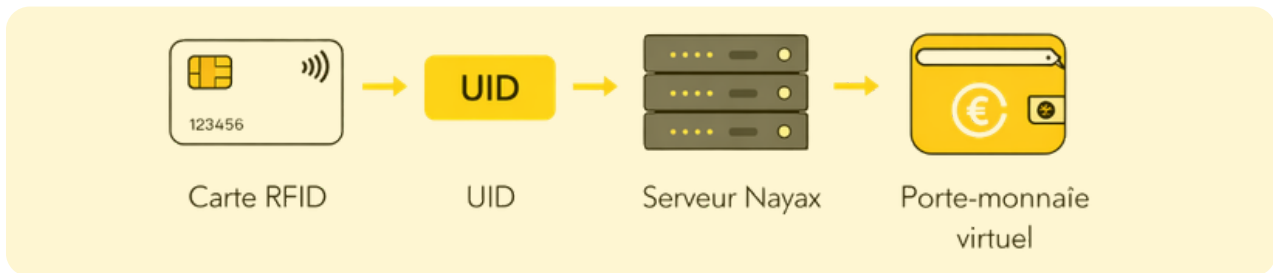 UID
123456
Carte RFID
UID
Serveur Nayax
Porte-monnaîe
virtuel